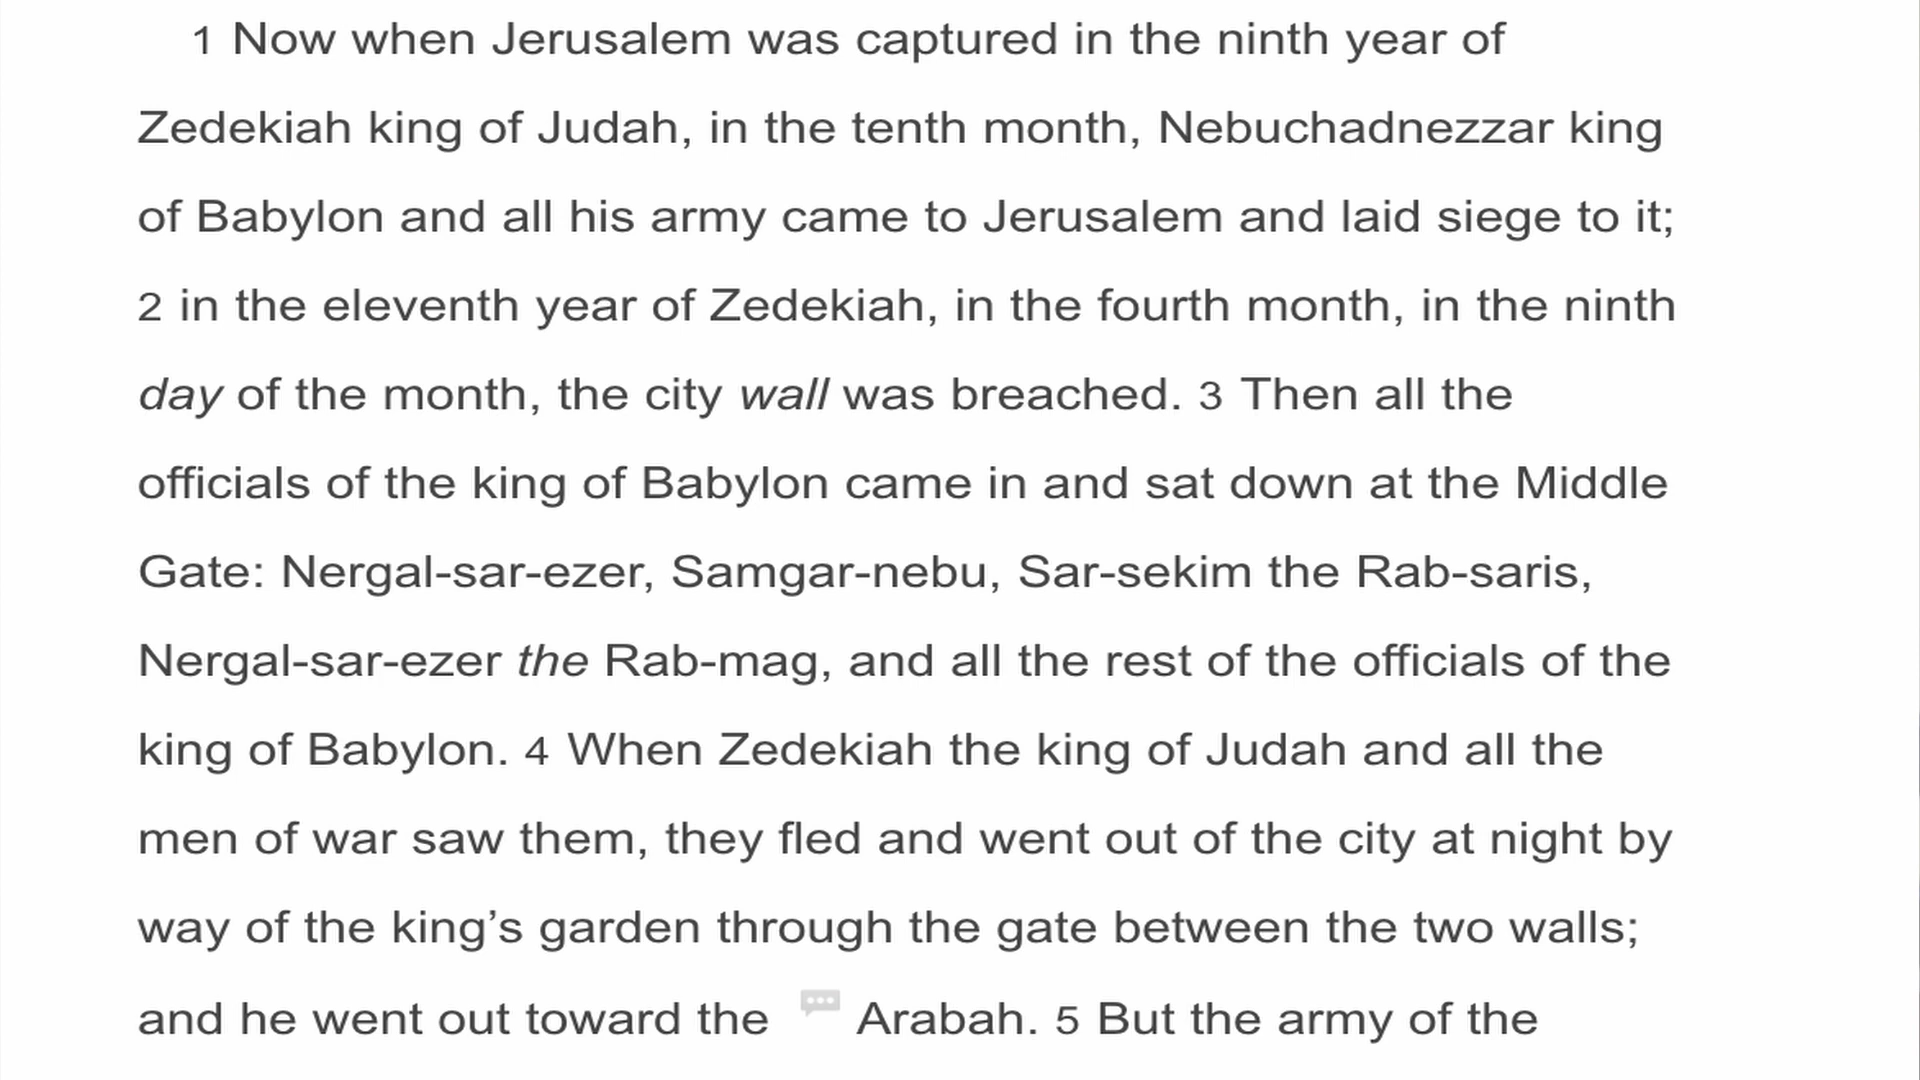 1 Now when Jerusalem was captured in the ninth year of
Zedekiah king of Judah, in the tenth month, Nebuchadnezzar king
of Babylon and all his army came to Jerusalem and laid siege to it;
2 in the eleventh year of Zedekiah, in the fourth month, in the ninth
day of the month, the city wall was breached. 3 Then all the
officials of the king of Babylon came in and sat down at the Middle
Gate: Nergal-sar-ezer, Samgar-nebu, Sar-sekim the Rab-saris,
Nergal-sar-ezer the Rab-mag, and all the rest of the officials of the
king of Babylon. 4 When Zedekiah the king of Judah and all the
men of war saw them, they fled and went out of the city at night by
way of the king’s garden through the gate between the two walls;
and he went out toward the Arabah. 5 But the army of the